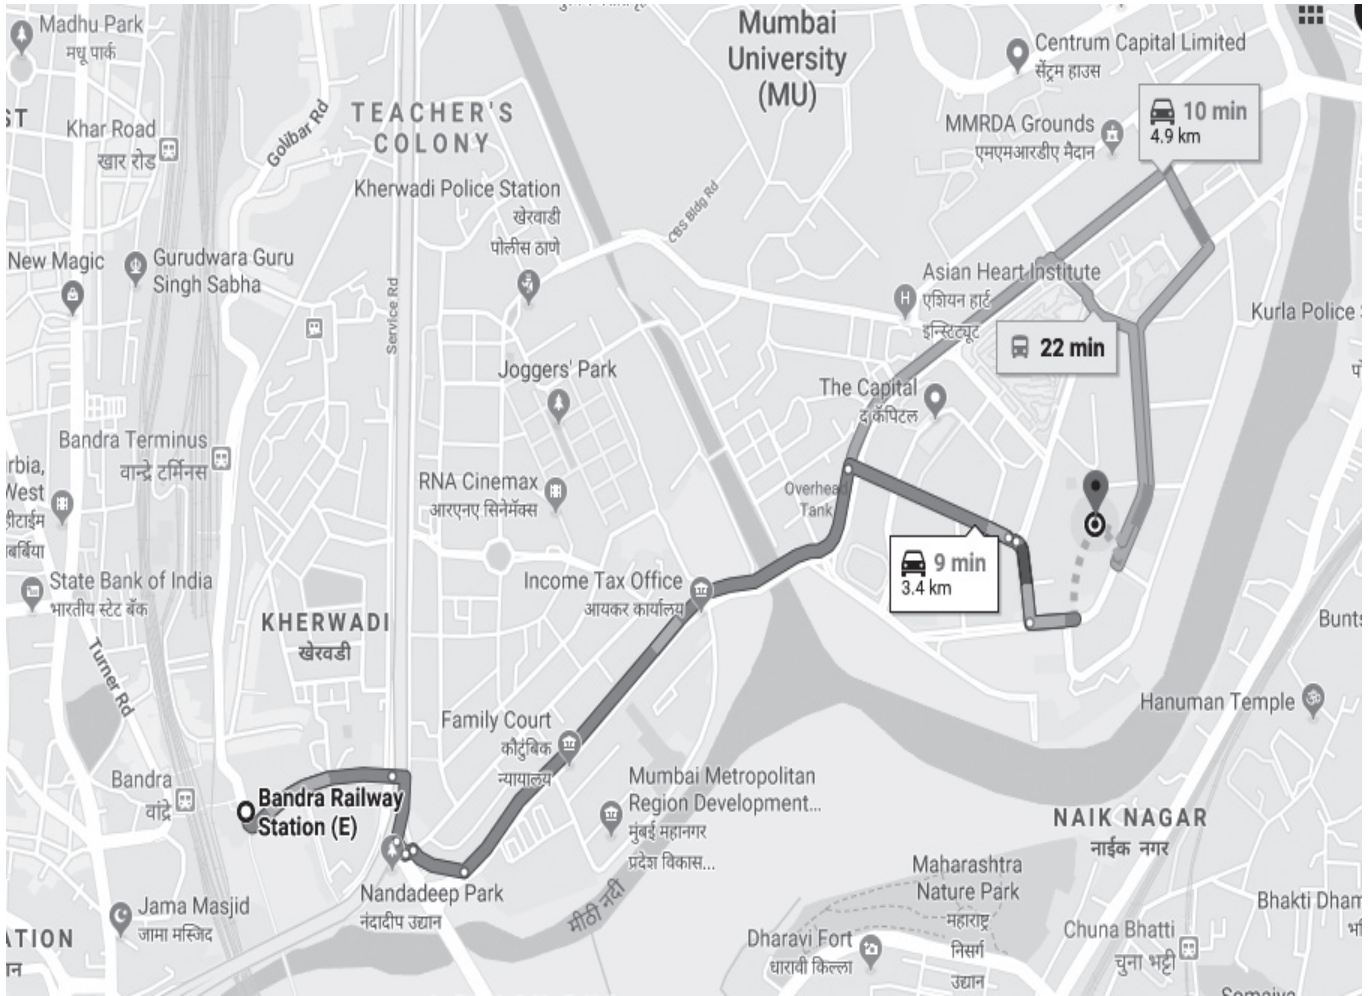 Madhu Park
मधू पार्क
ST
Khar Road
खार रोड
Golibar Rd
TEACHER'S
COLONY
Kherwadi Police Station
खेरवाडी
पोलीस ठाणे
Mumbai
University
(MU)
CBS Bldg Rd
Centrum Capital Limited
सेंट्रम हाउस
MMRDA Grounds
एमएमआरडीए मैदान
10 min
4.9 km
New Magic
Gurudwara Guru
Singh Sabha
Service Rd
Asian Heart Institute
एशियन हार्ट
इन्स्टिट्यूट
22 min
Kurla Police
Joggers' Park
The Capital
द कॅपिटल
Bandra Terminus
वान्द्रे टर्मिनस
rbia,
West
RNA Cinemax
आरएनए सिनेमॅक्स
Overhead
Tank
9 min
3.4 km
State Bank of India
भारतीय स्टेट बँक
Income Tax Office
आयकर कार्यालय
KHERWADI
खेरवडी
Turner Rd
Bunts
Family Court
कौटुंबिक
न्यायालय
Hanuman Temple
Bandra
वांद्रे
Bandra Railway
Station (E)
Mumbai Metropolitan
Region Development...
मुंबई महानगर
प्रदेश विकास...
NAIK NAGAR
नाईक नगर
Nandadeep Park
नंदादीप उद्यान
मीठी नदी
Maharashtra
Nature Park
महाराष्ट्र
निसर्ग
उद्यान
Jama Masjid
जामा मस्जिद
ATION
Dharavi Fort
धारावी किल्ला
Chuna Bhatti
चुना भट्टी
Bhakti Dham